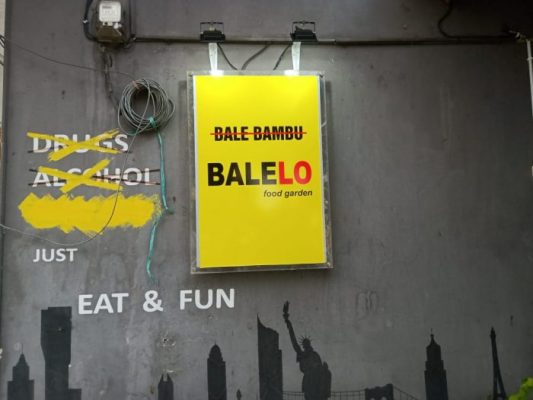 DRUGS
ALCOHOL
JUST
EAT & FUN
BALE BAMBU
BALELO
food garden